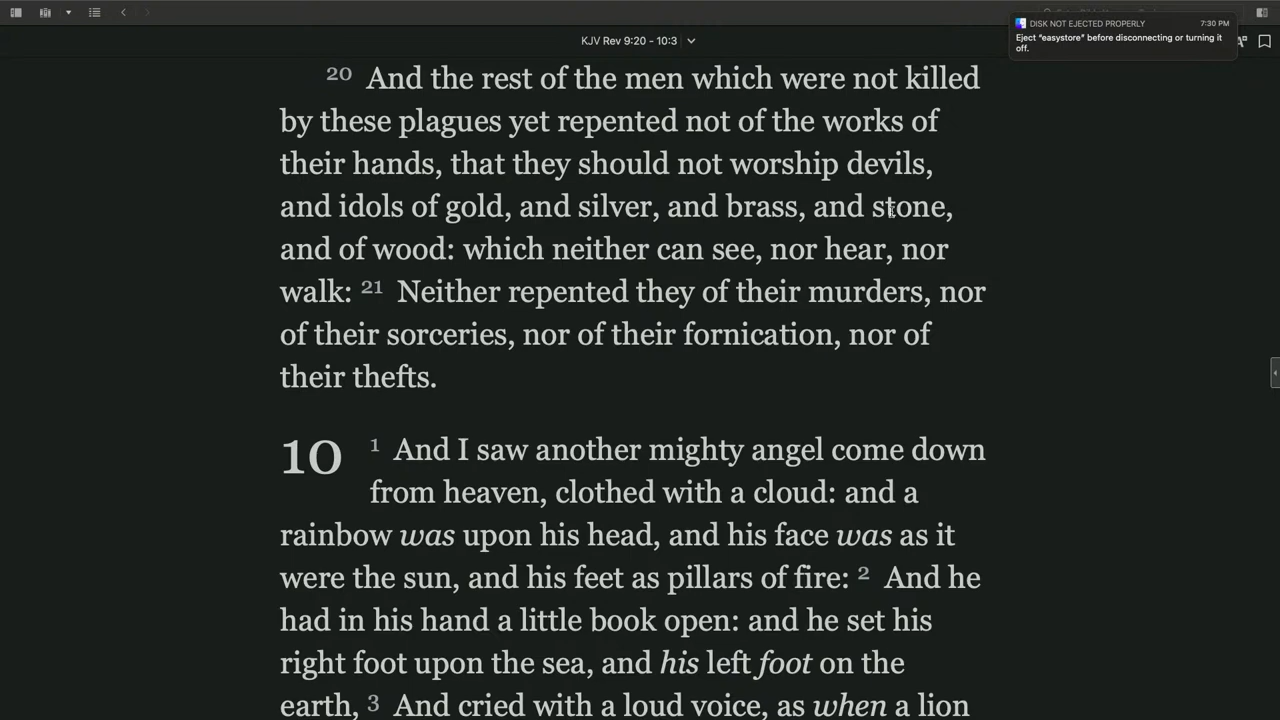 KJV Rev 9:20 - 10:3
DISK NOT EJECTED PROPERLY
7:30 PM
Eject “easystore” before disconnecting or turning it
off.
20 And the rest of the men which were not killed
by these plagues yet repented not of the works of
their hands, that they should not worship devils,
and idols of gold, and silver, and brass, and stone,
and of wood: which neither can see, nor hear, nor
walk: 21 Neither repented they of their murders, nor
of their sorceries, nor of their fornication, nor of
their thefts.
10 1 And I saw another mighty angel come down
from heaven, clothed with a cloud: and a
rainbow was upon his head, and his face was as it
were the sun, and his feet as pillars of fire: 2 And he
had in his hand a little book open: and he set his
right foot upon the sea, and his left foot on the
earth, 3 And cried with a loud voice, as when a lion